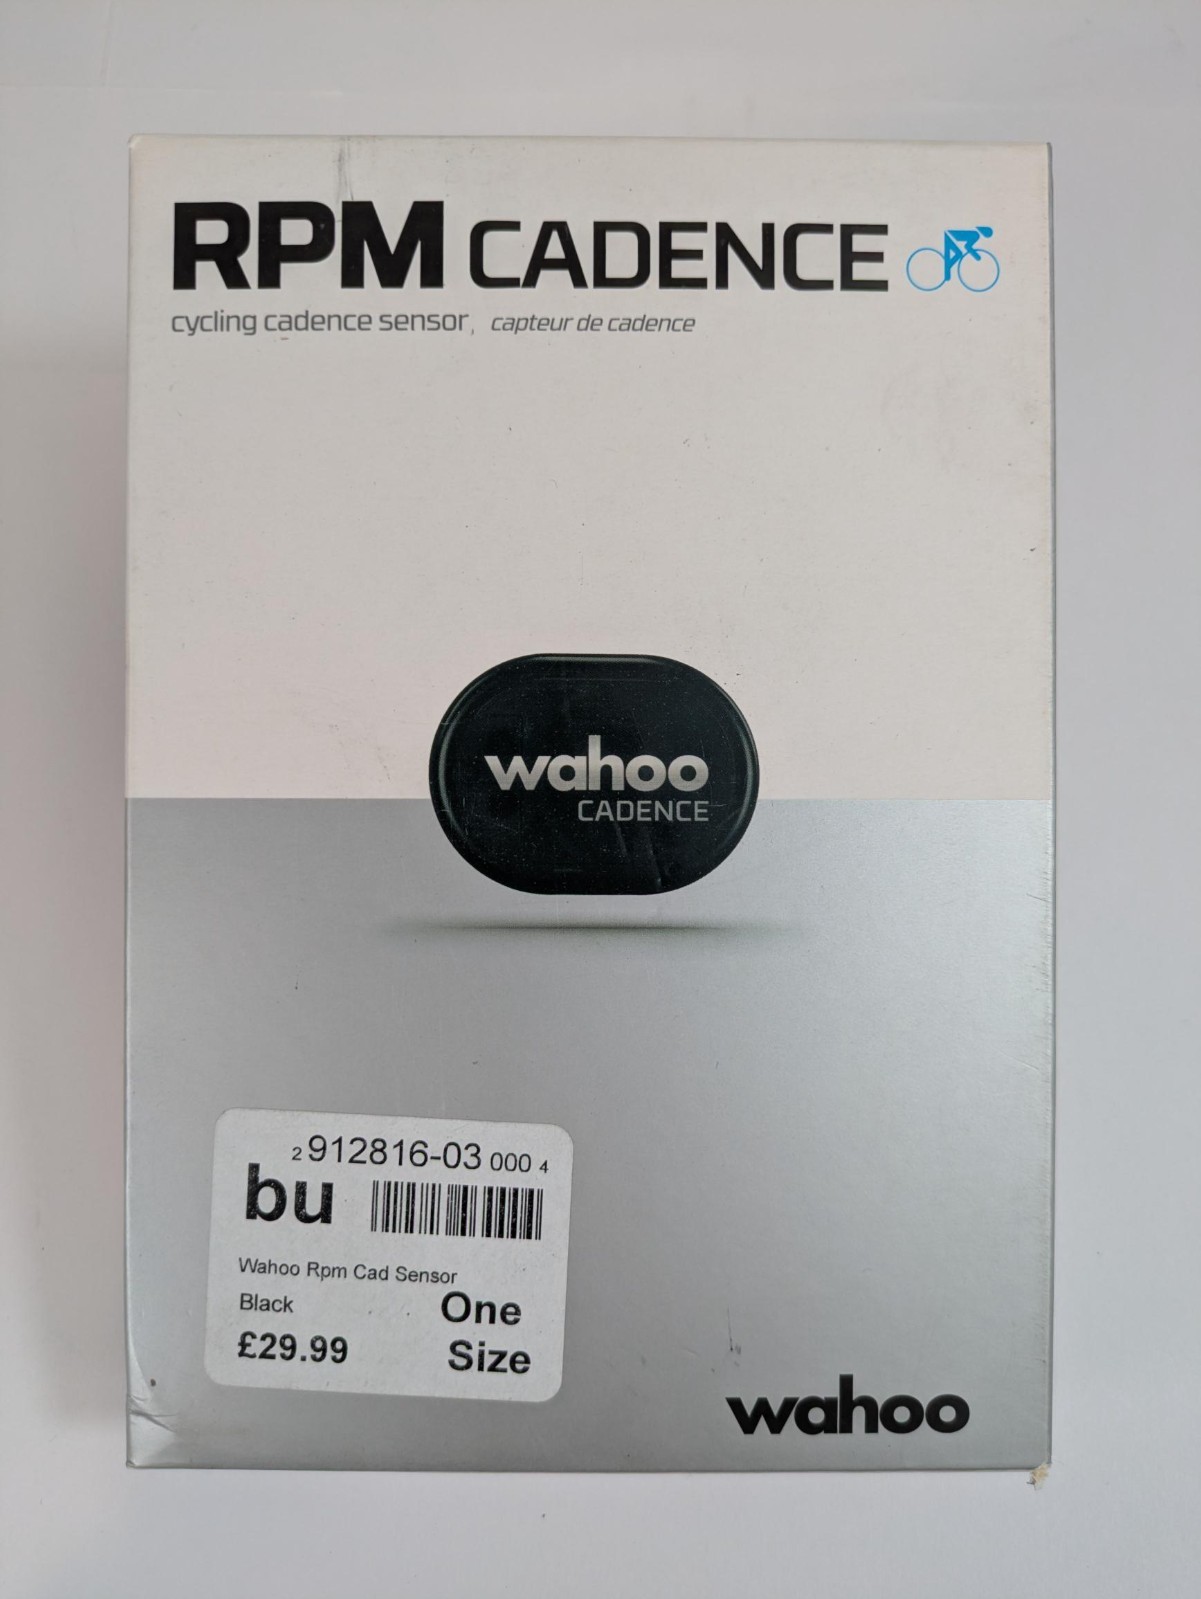 RPM CADENCE
cycling cadence sensor, capteur de cadence
wahoo
CADENCE
2 912816-03 000 4
bu
Wahoo Rpm Cad Sensor
Black One
£29.99 Size
wahoo